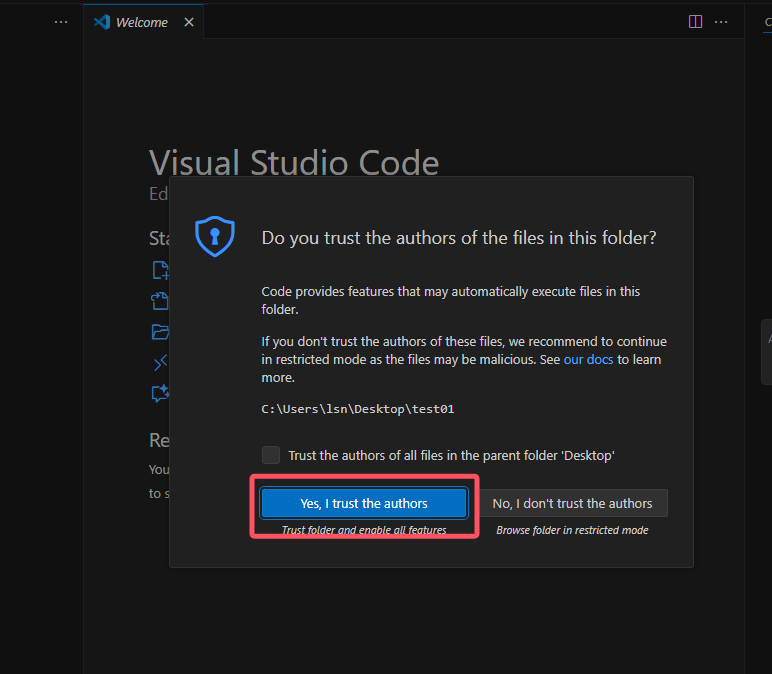 Welcome
Visual Studio Code
Ed
Sta
Do you trust the authors of the files in this folder?
Code provides features that may automatically execute files in this
folder.
If you don't trust the authors of these files, we recommend to continue
in restricted mode as the files may be malicious. See our docs to learn
more.
C:\Users\lsn\Desktop\test01
Re
You
to s
Trust the authors of all files in the parent folder 'Desktop'
Yes, I trust the authors
No, I don't trust the authors
Trust folder and enable all features
Browse folder in restricted mode